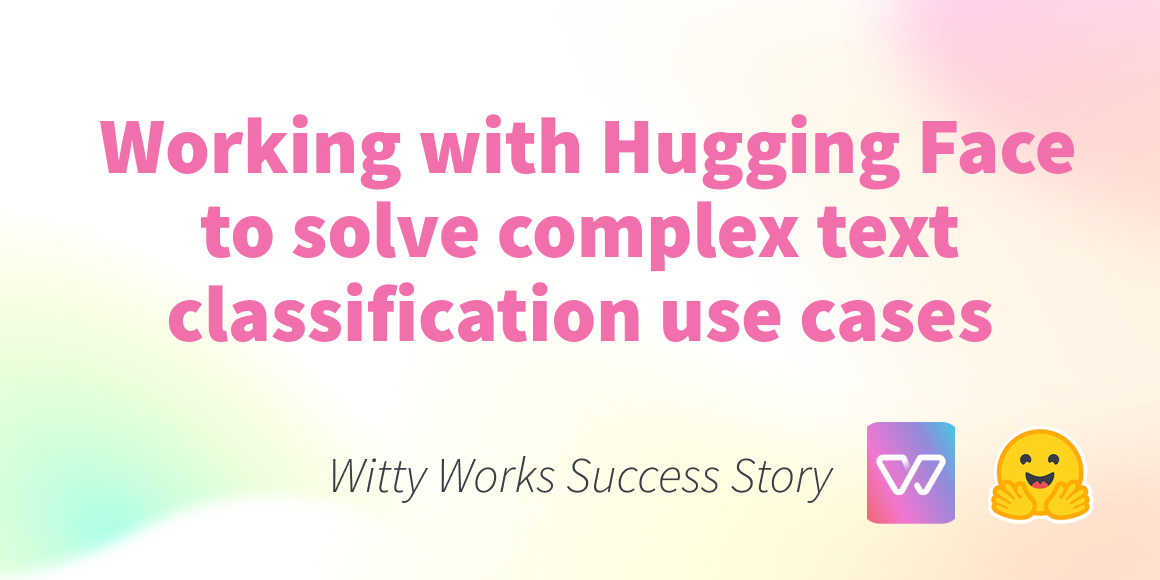 Working with Hugging Face
to solve complex text
classification use cases
Witty Works Success Story